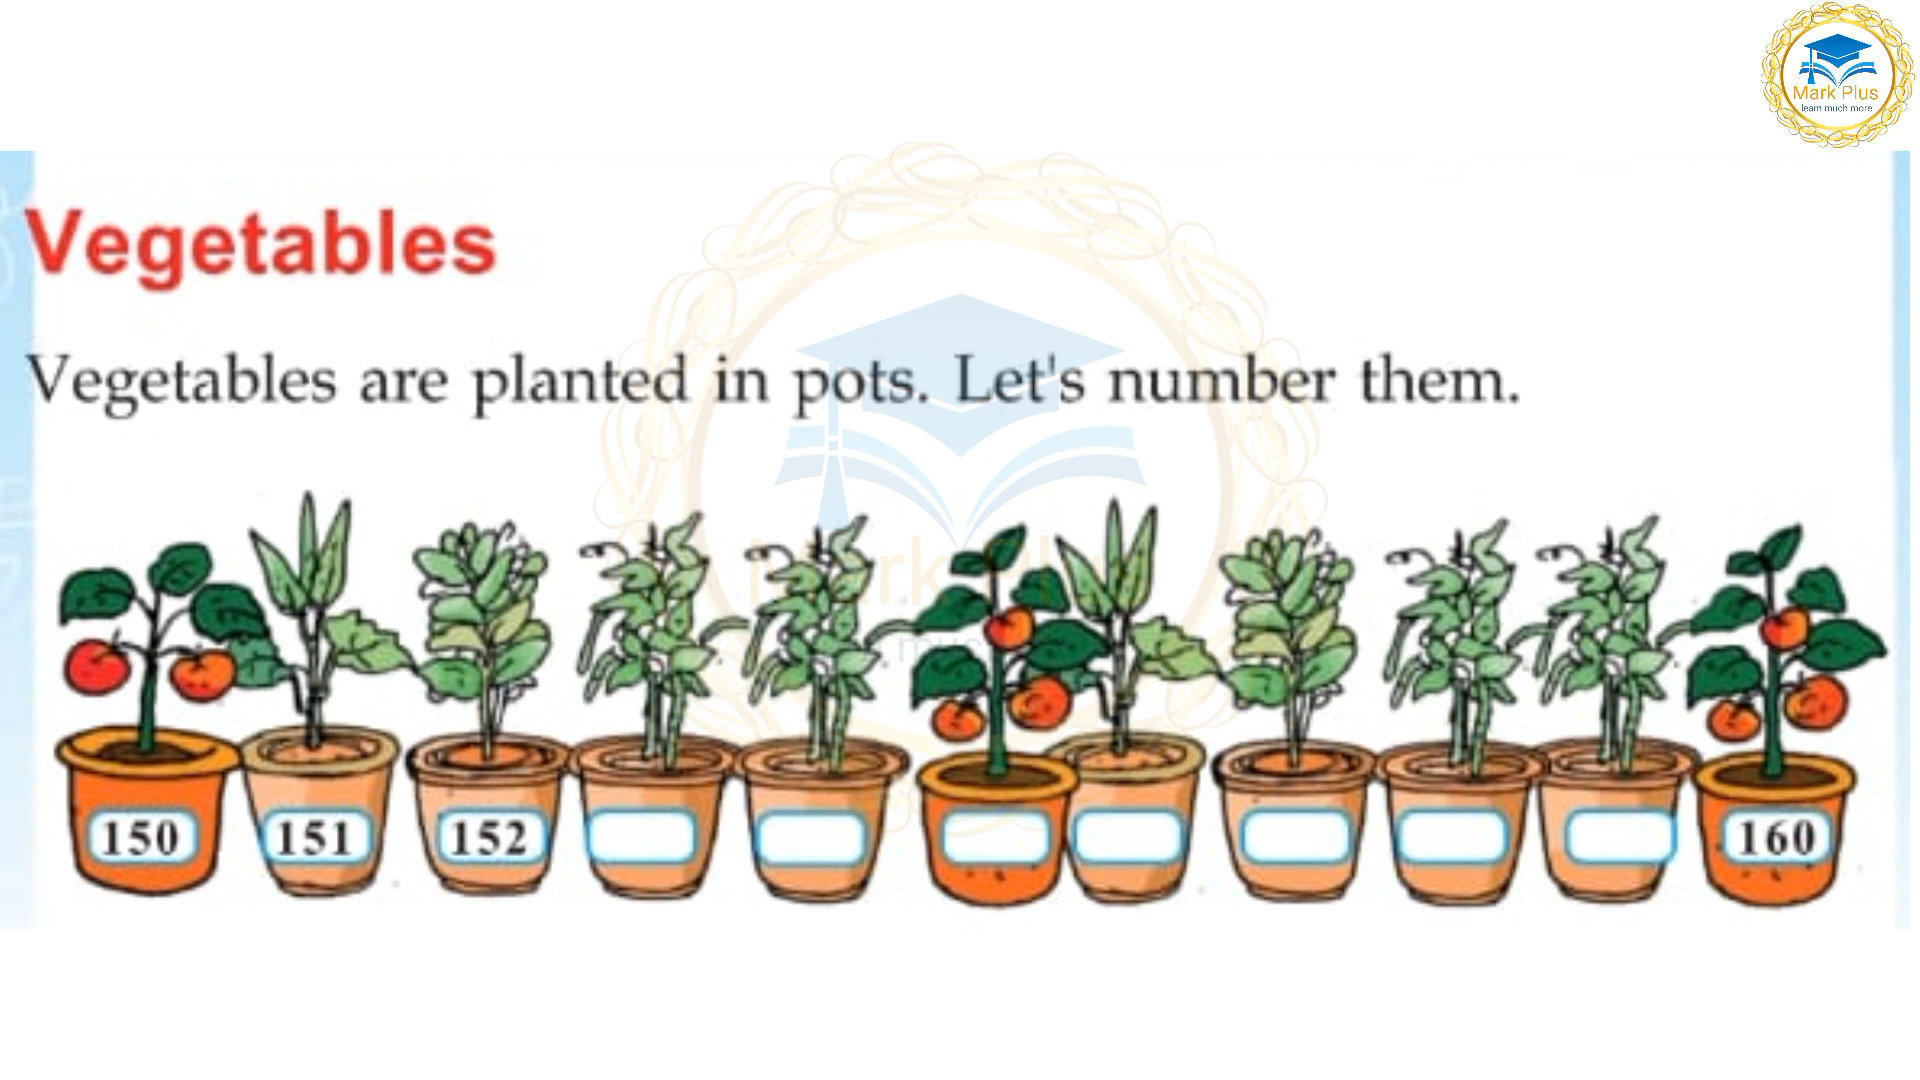 Mark Plus
learn much more
Vegetables
Vegetables are planted in pots. Let's number them.
150 151 152 160